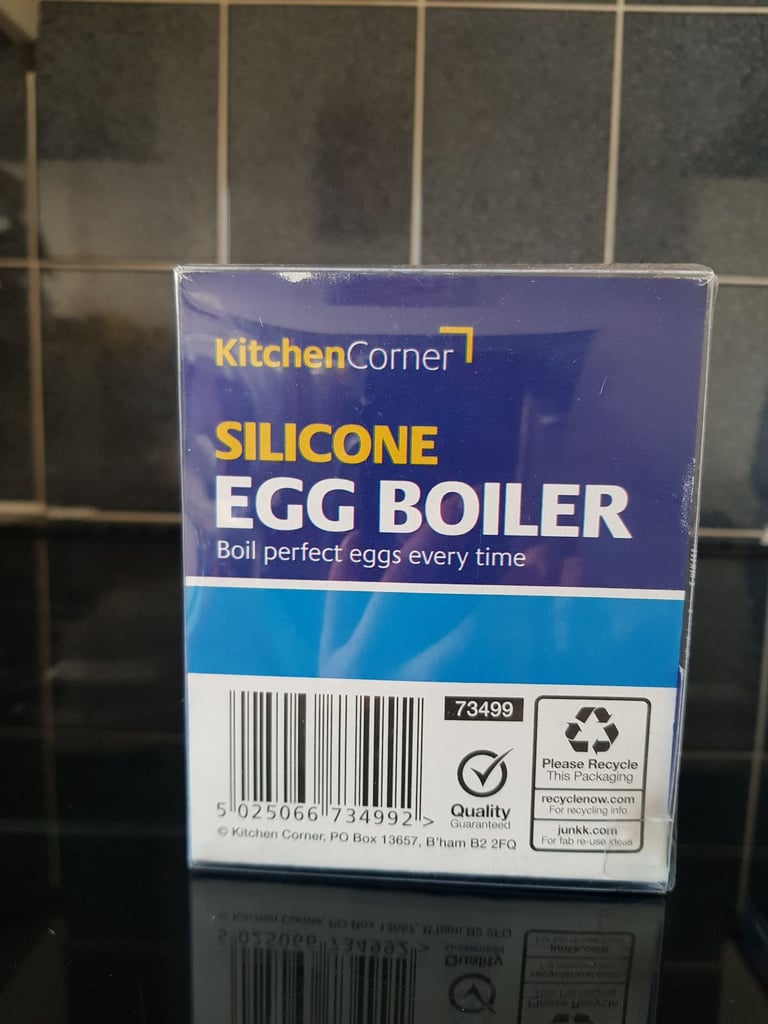 KitchenCorner
SILICONE
EGG BOILER
Boil perfect eggs every time
73499
Please Recycle
This Packaging
recyclenow.com
For recycling info
junkk.com
For fab re-use ideas
Quality
Guaranteed
5 025066 734992 >
© Kitchen Corner, PO Box 13657, B'ham B2 2FQ